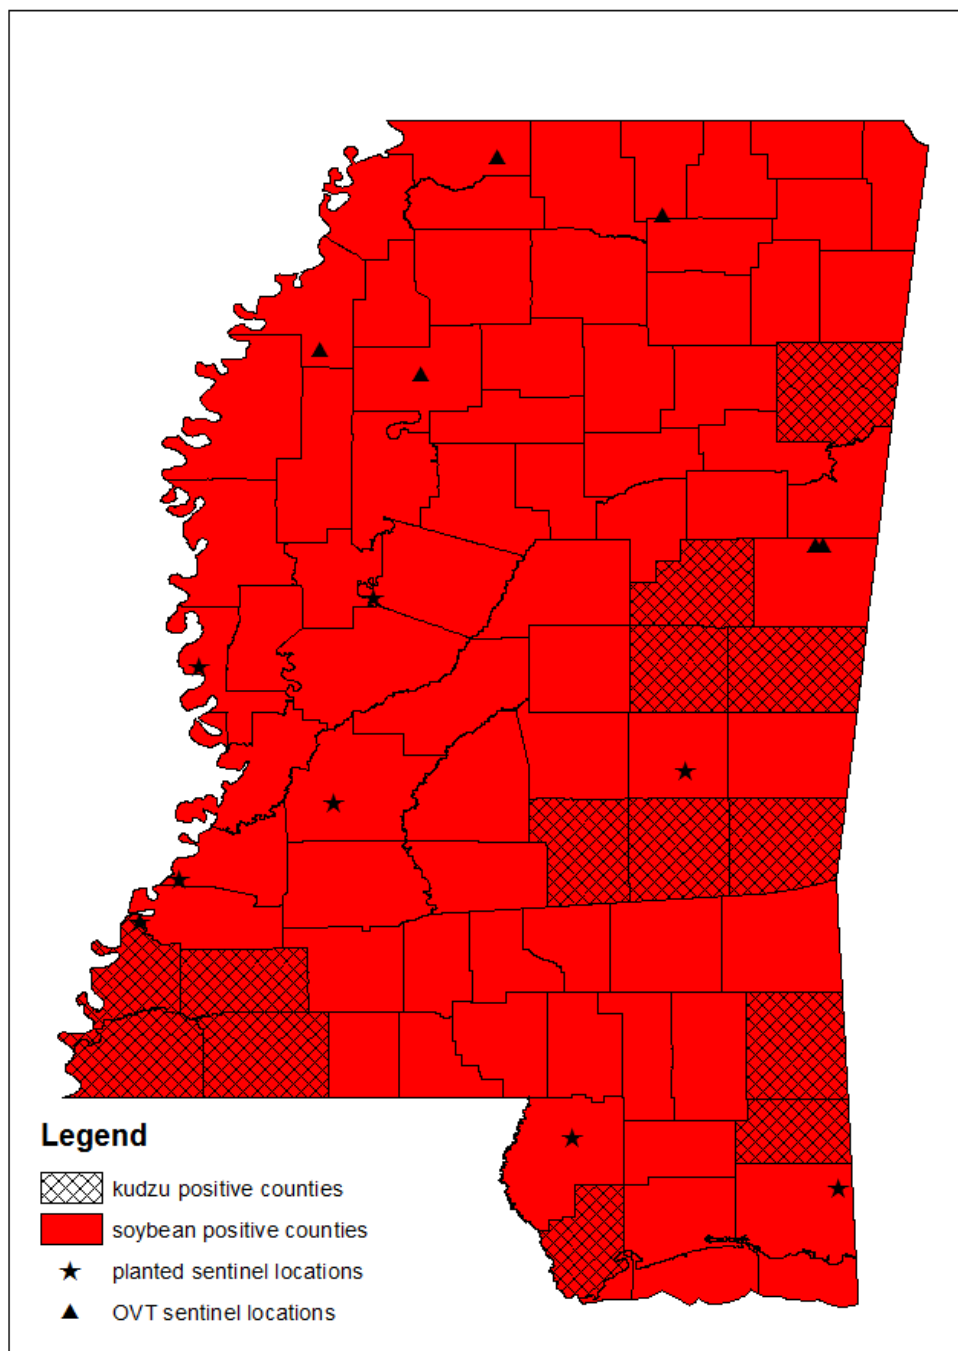 Legend
kudzu positive counties
soybean positive counties
planted sentinel locations
OVT sentinel locations